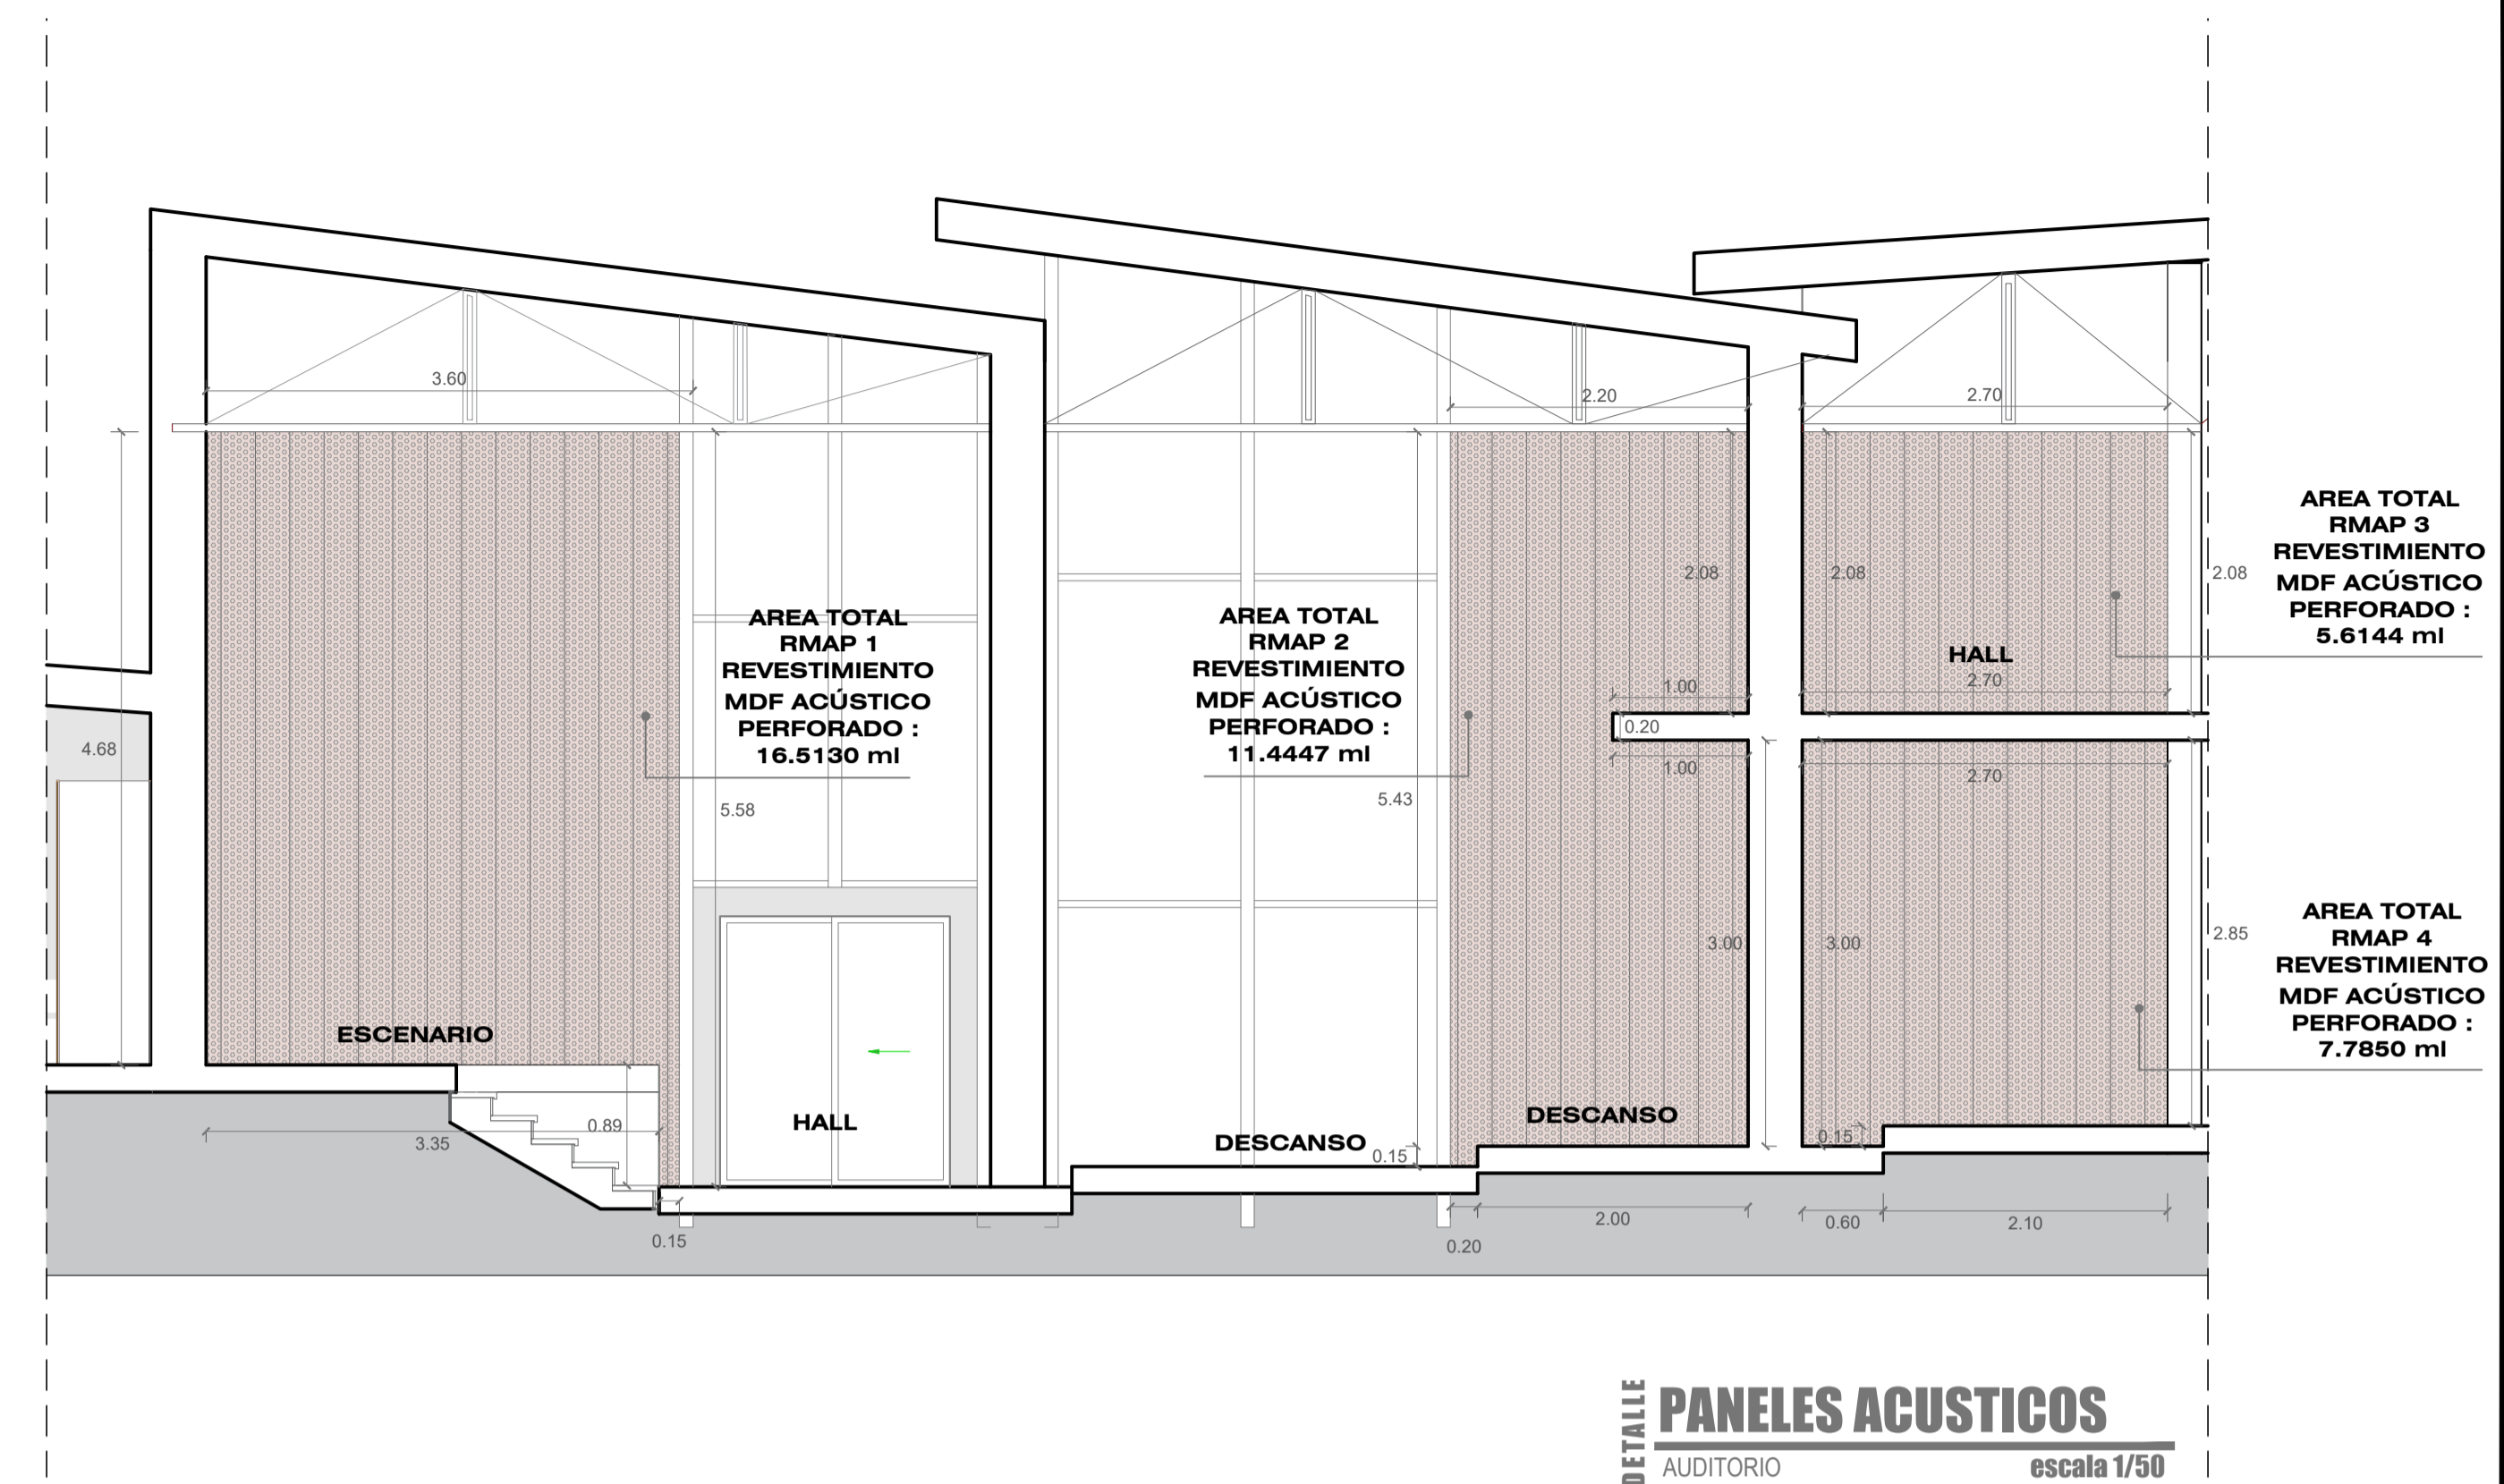 3.60
2.20
2.70
AREA TOTAL
RMAP 3
REVESTIMIENTO
MDF ACÚSTICO
PERFORADO :
5.6144 ml
2.08
2.08
2.08
AREA TOTAL
RMAP 1
REVESTIMIENTO
MDF ACÚSTICO
PERFORADO :
16.5130 ml
AREA TOTAL
RMAP 2
REVESTIMIENTO
MDF ACÚSTICO
PERFORADO :
11.4447 ml
HALL
2.70
1.00
0.20
4.68
1.00
2.70
5.58
5.43
AREA TOTAL
RMAP 4
REVESTIMIENTO
MDF ACÚSTICO
PERFORADO :
7.7850 ml
3.00
3.00
2.85
ESCENARIO
HALL
DESCANSO
DESCANSO
0.89
3.35
0.15
0.15
0.15
0.20
2.00
0.60
2.10
DETALLE
PANELES ACUSTICOS
AUDITORIO
escala 1/50